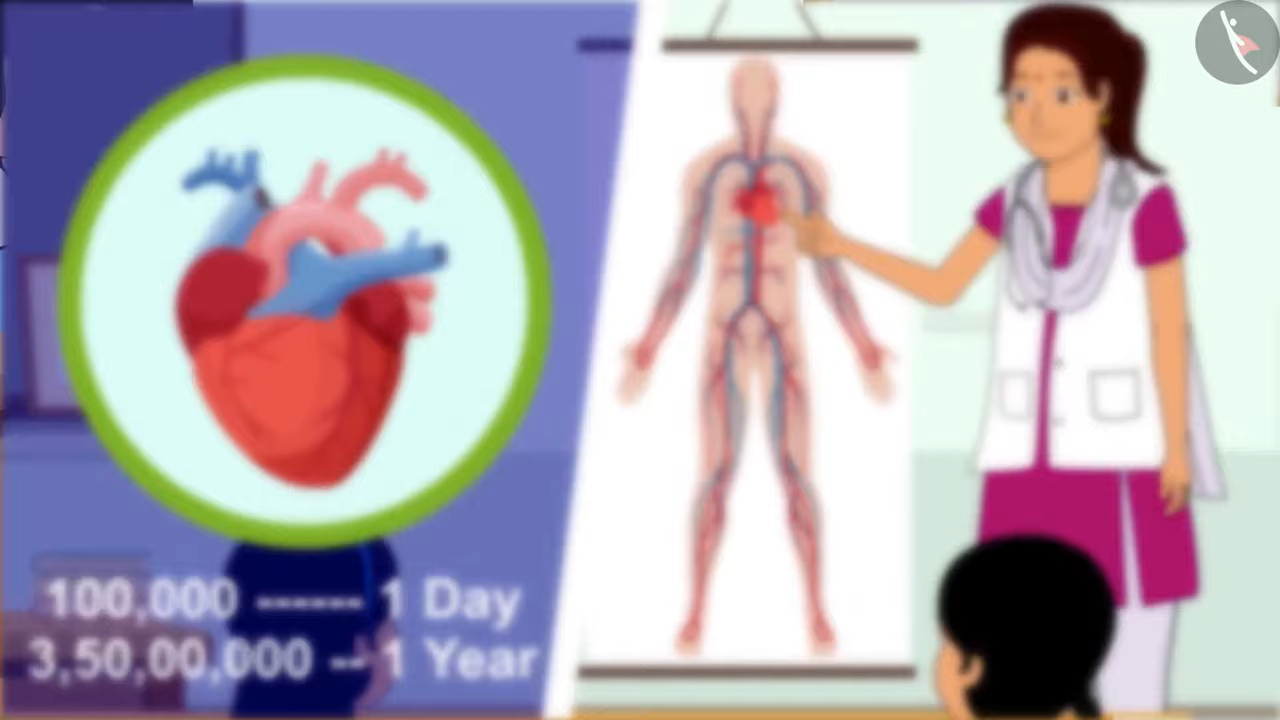 100,000 ------ 1 Day
3,50,00,000 -- 1 Year